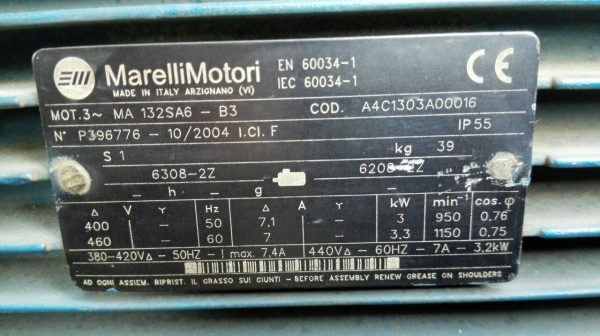 EM MarelliMotori
MADE IN ITALY ARZIGNANO (VI)
EN 60034-1
IEC 60034-1
CE
MOT.3~ MA 132SA6 - B3 COD. A4C1303A00016
N° P396776 - 10/2004 I.Cl. F IP 55
S 1 kg 39
6308-2Z 6208-2Z
- h - g -
Δ V Y Hz Δ A Y kW min⁻¹ cos.φ
400 - 50 7.1 - 3 950 0.76
460 - 60 7 - 3.3 1150 0.75
380-420VΔ - 50HZ - I max. 7.4A 440VΔ - 60HZ - 7A - 3.2kW
AD OGNI ASSIEM. RIPRIST. IL GRASSO SUI GIUNTI - BEFORE ASSEMBLY RENEW GREASE ON SHOULDERS